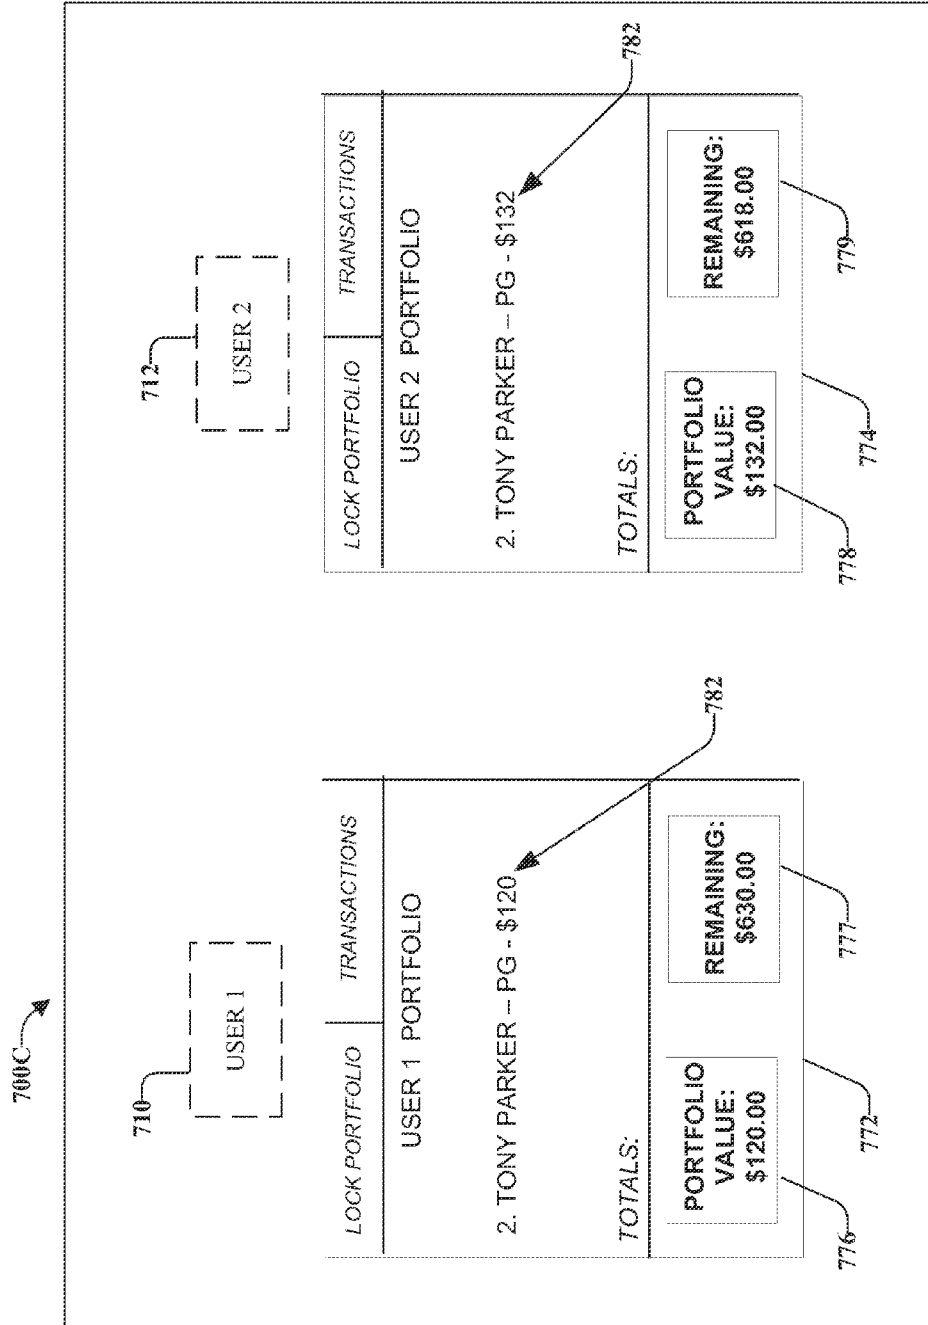 700C
710
USER 1
LOCK PORTFOLIO
TRANSACTIONS
USER 1 PORTFOLIO
2. TONY PARKER – PG - $120
782
TOTALS:
PORTFOLIO
VALUE:
$120.00
REMAINING:
$630.00
776
772
777
712
USER 2
LOCK PORTFOLIO
TRANSACTIONS
USER 2 PORTFOLIO
2. TONY PARKER – PG - $132
782
TOTALS:
PORTFOLIO
VALUE:
$132.00
REMAINING:
$618.00
778
774
779